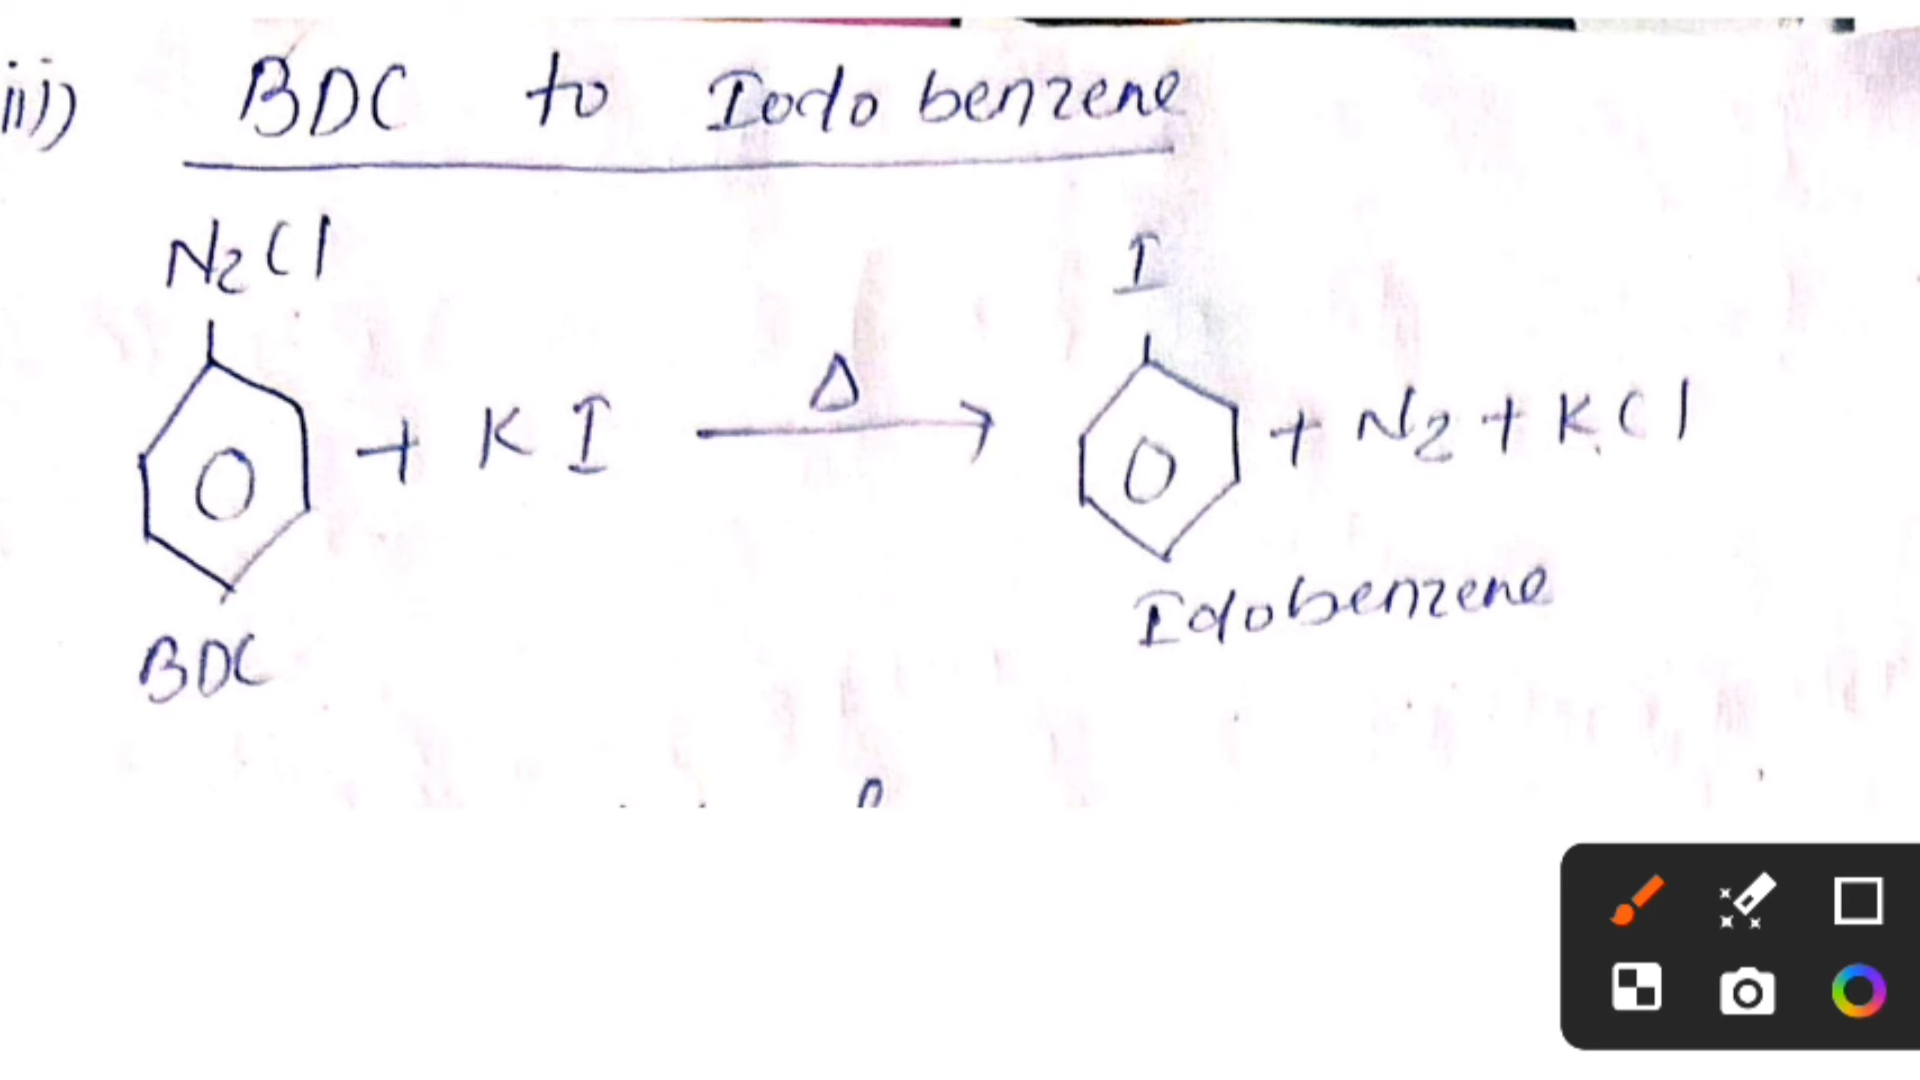 iii) BDC to Iodo benzene
N2Cl
I
+ KI Δ → + N2 + KCl
Idobenzene
BDC